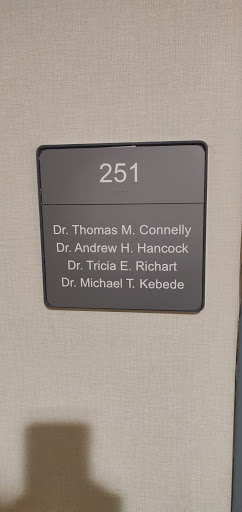 251
Dr. Thomas M. Connelly
Dr. Andrew H. Hancock
Dr. Tricia E. Richart
Dr. Michael T. Kebede